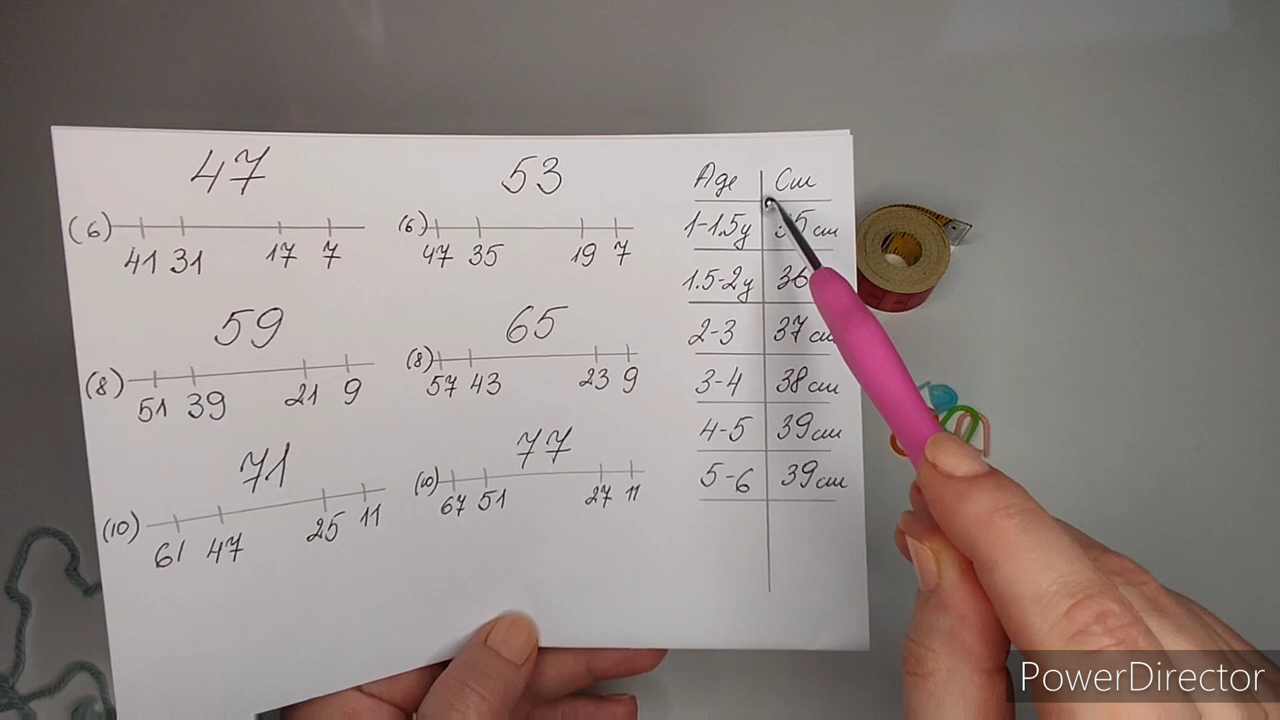 47
(6)
41 31 17 7
53
(6)
47 35 19 7
59
(8)
51 39 21 9
65
(8)
57 43 23 9
71
(10)
61 47 25 11
77
(10)
67 51 27 11
Age Cm
1-1.5y cm
1.5-2y 36
2-3 37 cm
3-4 38 cm
4-5 39 cm
5-6 39 cm
PowerDirector